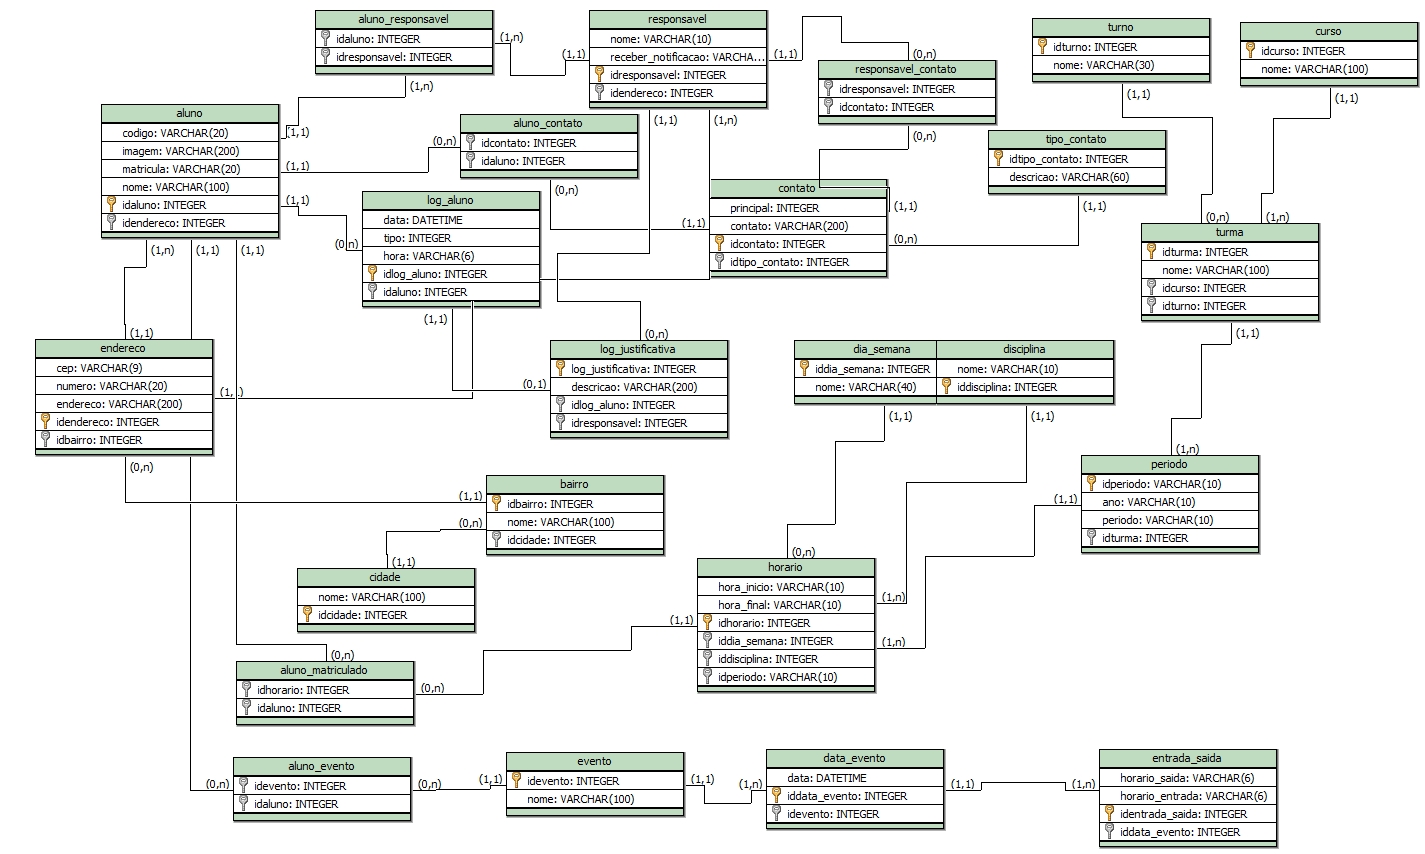 aluno_responsavel
idaluno: INTEGER
idresponsavel: INTEGER
(1,n)
(1,n)
responsavel
nome: VARCHAR(10)
receber_notificacao: VARCHA...
idresponsavel: INTEGER
idendereco: INTEGER
(1,1)
(1,1)
(1,1)
(1,n)
responsavel_contato
idresponsavel: INTEGER
idcontato: INTEGER
(0,n)
(0,n)
turno
idturno: INTEGER
nome: VARCHAR(30)
(1,1)
curso
idcurso: INTEGER
nome: VARCHAR(100)
(1,1)
aluno
codigo: VARCHAR(20)
imagem: VARCHAR(200)
matricula: VARCHAR(20)
nome: VARCHAR(100)
idaluno: INTEGER
idendereco: INTEGER
(1,1)
(1,1)
(1,1)
(1,n)
(1,1)
(1,1)
aluno_contato
idcontato: INTEGER
idaluno: INTEGER
(0,n)
(0,n)
tipo_contato
idtipo_contato: INTEGER
descricao: VARCHAR(60)
(1,1)
log_aluno
data: DATETIME
tipo: INTEGER
hora: VARCHAR(6)
idlog_aluno: INTEGER
idaluno: INTEGER
(0,n)
(1,1)
contato
principal: INTEGER
contato: VARCHAR(200)
idcontato: INTEGER
idtipo_contato: INTEGER
(1,1)
(1,1)
(0,n)
turma
idturma: INTEGER
nome: VARCHAR(100)
idcurso: INTEGER
idturno: INTEGER
(0,n)
(1,n)
(1,1)
endereco
cep: VARCHAR(9)
numero: VARCHAR(20)
endereco: VARCHAR(200)
idendereco: INTEGER
idbairro: INTEGER
(1,1)
(1,1)
(0,n)
log_justificativa
log_justificativa: INTEGER
descricao: VARCHAR(200)
idlog_aluno: INTEGER
idresponsavel: INTEGER
(0,n)
(0,1)
dia_semana
iddia_semana: INTEGER
nome: VARCHAR(40)
(1,1)
disciplina
nome: VARCHAR(10)
iddisciplina: INTEGER
(1,1)
periodo
idperiodo: VARCHAR(10)
ano: VARCHAR(10)
periodo: VARCHAR(10)
idturma: INTEGER
(1,n)
(1,1)
bairro
idbairro: INTEGER
nome: VARCHAR(100)
idcidade: INTEGER
(1,1)
(0,n)
cidade
nome: VARCHAR(100)
idcidade: INTEGER
(1,1)
horario
hora_inicio: VARCHAR(10)
hora_final: VARCHAR(10)
idhorario: INTEGER
iddia_semana: INTEGER
iddisciplina: INTEGER
idperiodo: VARCHAR(10)
(0,n)
(1,n)
(1,n)
(1,1)
aluno_matriculado
idhorario: INTEGER
idaluno: INTEGER
(0,n)
(0,n)
aluno_evento
idevento: INTEGER
idaluno: INTEGER
(0,n)
(0,n)
evento
idevento: INTEGER
nome: VARCHAR(100)
(1,1)
(1,1)
data_evento
data: DATETIME
iddata_evento: INTEGER
idevento: INTEGER
(1,n)
(1,1)
entrada_saida
horario_saida: VARCHAR(6)
horario_entrada: VARCHAR(6)
identrada_saida: INTEGER
iddata_evento: INTEGER
(1,n)